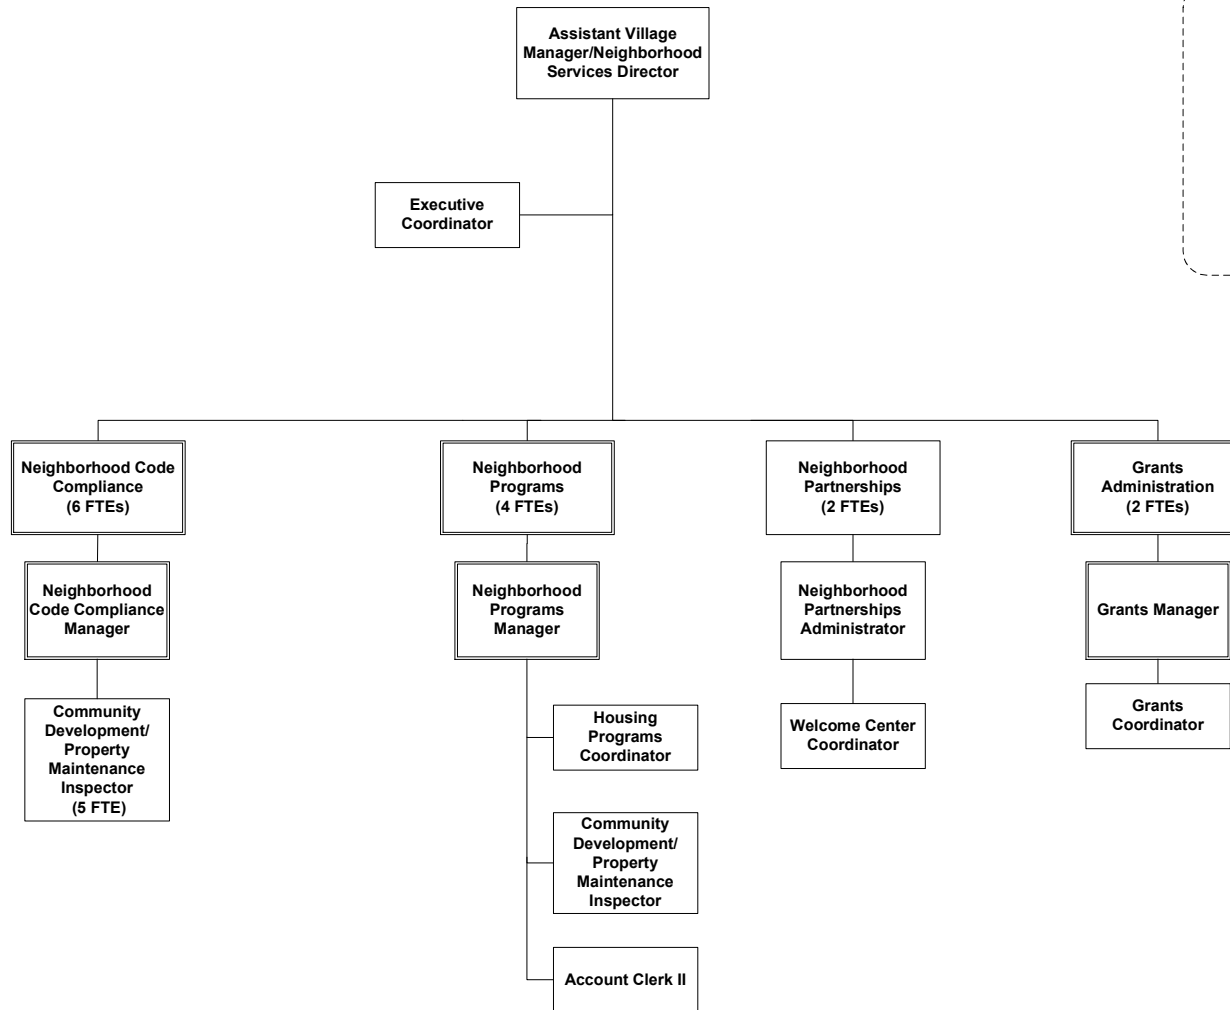 Assistant Village
Manager/Neighborhood
Services Director
Executive
Coordinator
Neighborhood Code
Compliance
(6 FTEs)
Neighborhood
Programs
(4 FTEs)
Neighborhood
Partnerships
(2 FTEs)
Grants
Administration
(2 FTEs)
Neighborhood
Code Compliance
Manager
Neighborhood
Programs
Manager
Neighborhood
Partnerships
Administrator
Grants Manager
Community
Development/
Property
Maintenance
Inspector
(5 FTE)
Housing
Programs
Coordinator
Welcome Center
Coordinator
Grants
Coordinator
Community
Development/
Property
Maintenance
Inspector
Account Clerk II